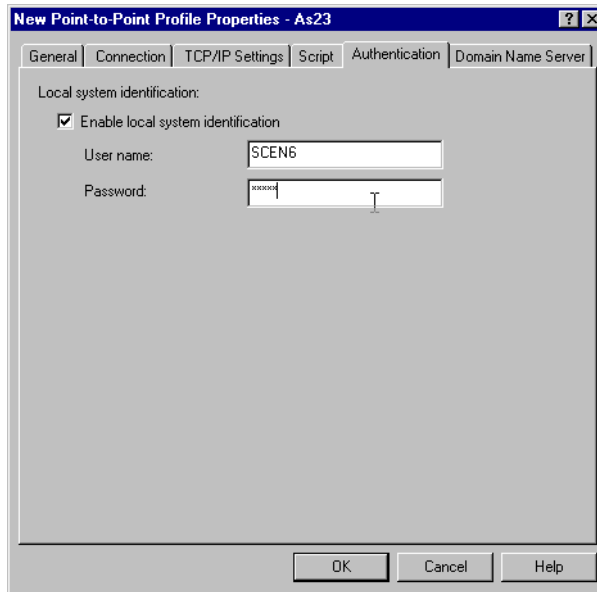 New Point-to-Point Profile Properties - As23
General Connection TCP/IP Settings Script Authentication Domain Name Server
Local system identification:
Enable local system identification
User name: SCEN6
Password: xxxxx
OK Cancel Help